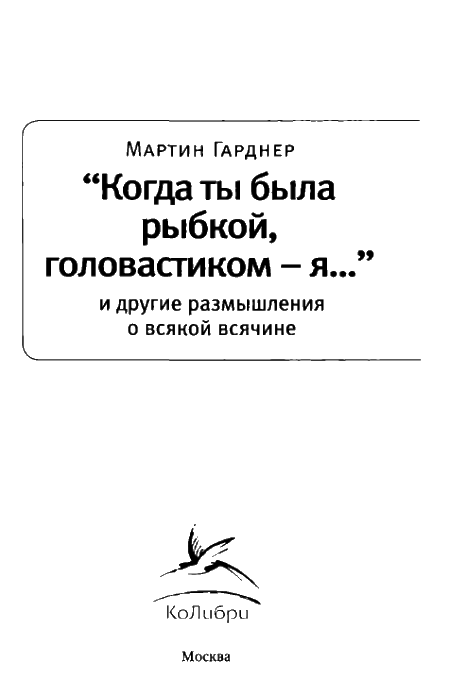 Мартин Гарднер
“Когда ты была
рыбкой,
головастиком – я...”
и другие размышления
о всякой всячине
КоЛибри
Москва